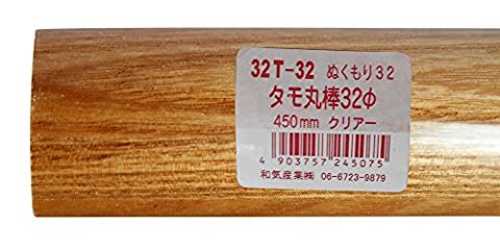 32T-32 ぬくもり32
タモ丸棒32φ
450mm クリアー
4 903757 245075
和気産業㈱ 06-6723-9879